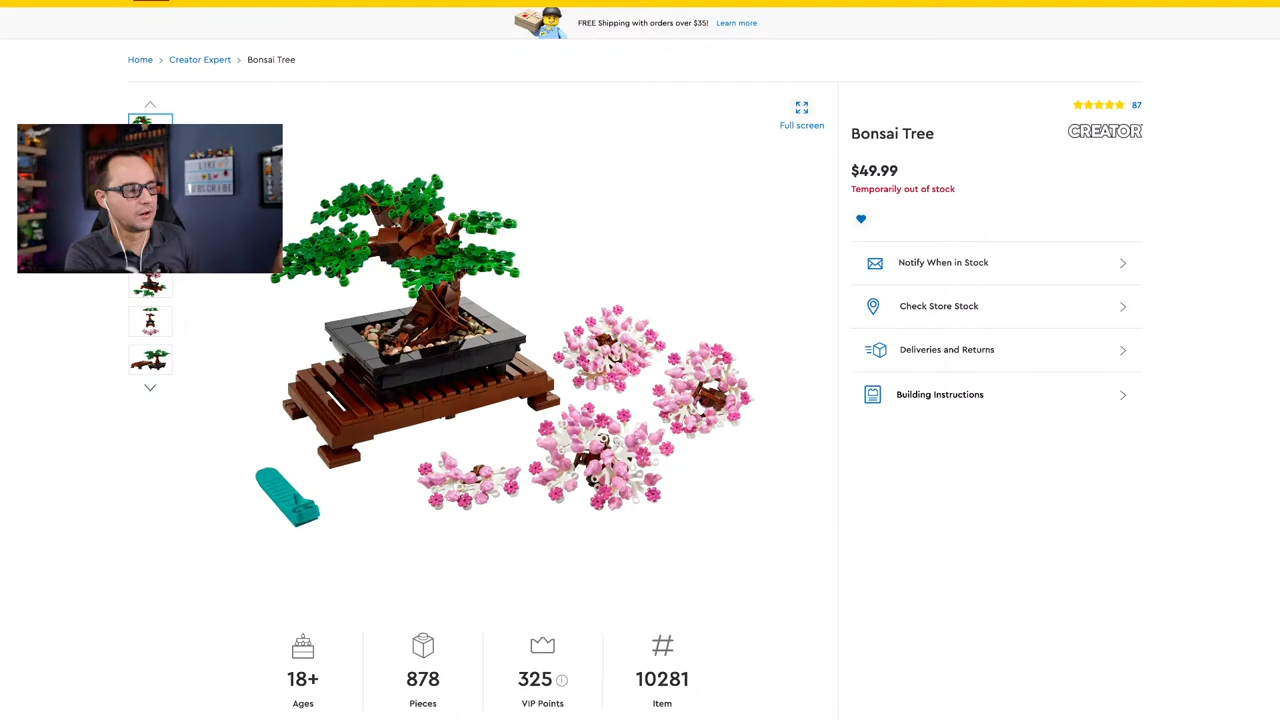 FREE Shipping with orders over $35! Learn more
Home > Creator Expert > Bonsai Tree
Full screen
87
Bonsai Tree
CREATOR
$49.99
Temporarily out of stock
LIKE
Notify When in Stock
Check Store Stock
Deliveries and Returns
Building Instructions
18+
Ages
878
Pieces
325
VIP Points
#
10281
Item